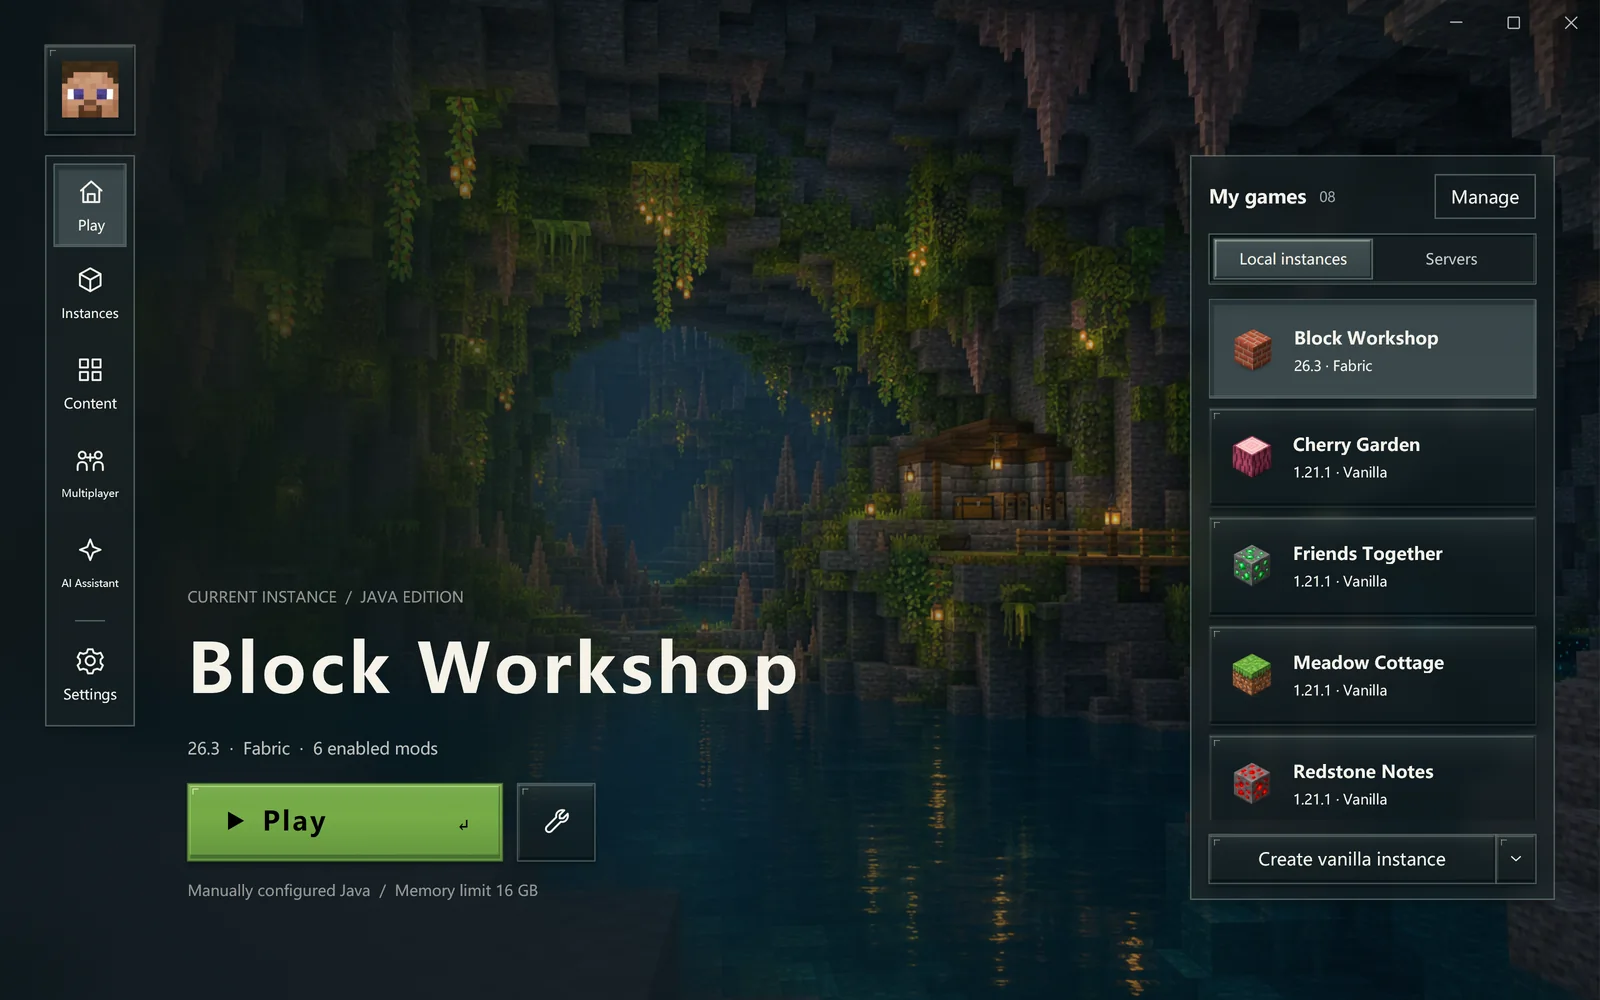 Play
Instances
Content
Multiplayer
AI Assistant
Settings
CURRENT INSTANCE / JAVA EDITION
Block Workshop
26.3 · Fabric · 6 enabled mods
Play
Manually configured Java / Memory limit 16 GB
My games 08
Manage
Local instances
Servers
Block Workshop
26.3 · Fabric
Cherry Garden
1.21.1 · Vanilla
Friends Together
1.21.1 · Vanilla
Meadow Cottage
1.21.1 · Vanilla
Redstone Notes
1.21.1 · Vanilla
Create vanilla instance